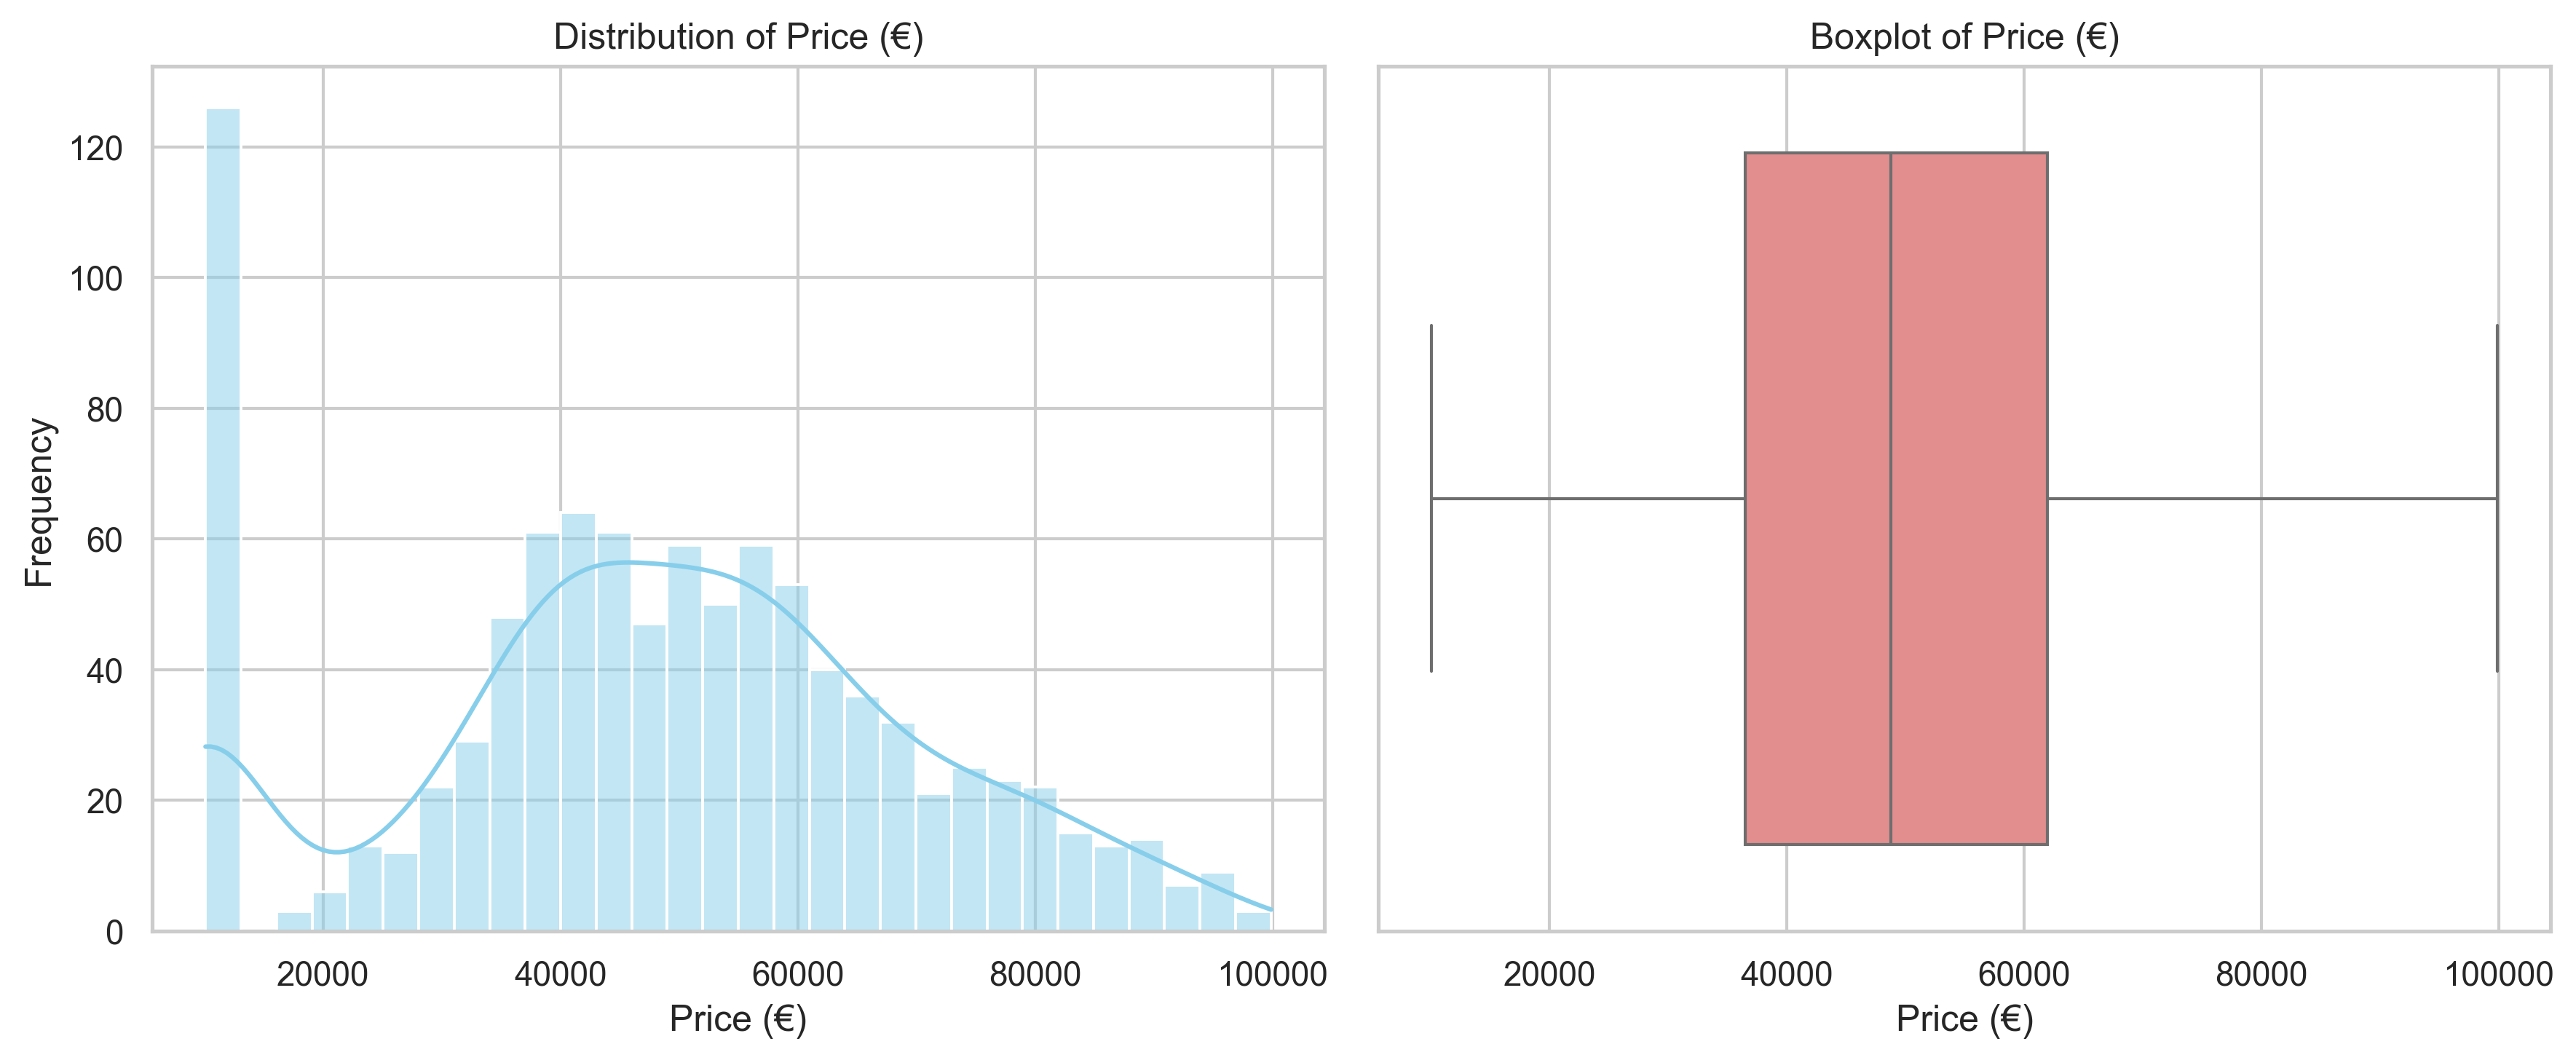 Distribution of Price (€)
Frequency
120
100
80
60
40
20
0
20000 40000 60000 80000 100000
Price (€)
Boxplot of Price (€)
20000 40000 60000 80000 100000
Price (€)